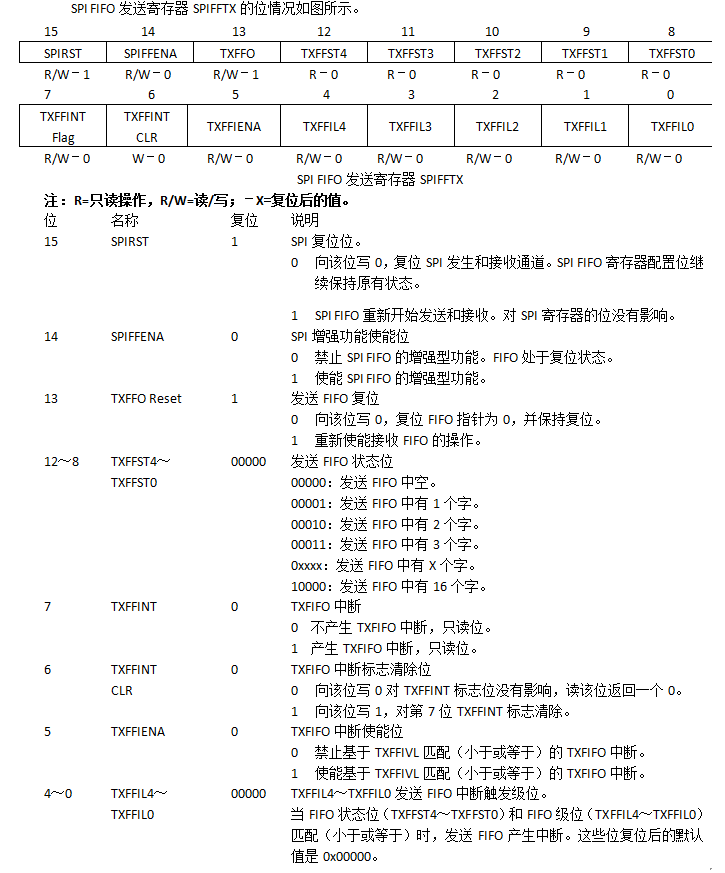 SPI FIFO 发送寄存器 SPIFFTX 的位情况如图所示。
15 14 13 12 11 10 9 8
SPIRST SPIFFENA TXFFO TXFFST4 TXFFST3 TXFFST2 TXFFST1 TXFFST0
R/W－1 R/W－0 R/W－1 R－0 R－0 R－0 R－0 R－0
7 6 5 4 3 2 1 0
TXFFINT Flag TXFFINT CLR TXFFIENA TXFFIL4 TXFFIL3 TXFFIL2 TXFFIL1 TXFFIL0
R/W－0 W－0 R/W－0 R/W－0 R/W－0 R/W－0 R/W－0 R/W－0
SPI FIFO 发送寄存器 SPIFFTX
注：R=只读操作，R/W=读/写；－X=复位后的值。
位 名称 复位 说明
15 SPIRST 1 SPI 复位位。
0 向该位写 0，复位 SPI 发生和接收通道。SPI FIFO 寄存器配置位继
续保持原有状态。
1 SPI FIFO 重新开始发送和接收。对 SPI 寄存器的位没有影响。
14 SPIFFENA 0 SPI 增强功能使能位
0 禁止 SPI FIFO 的增强型功能。FIFO 处于复位状态。
1 使能 SPI FIFO 的增强型功能。
13 TXFFO Reset 1 发送 FIFO 复位
0 向该位写 0，复位 FIFO 指针为 0，并保持复位。
1 重新使能接收 FIFO 的操作。
12～8 TXFFST4～ 00000 发送 FIFO 状态位
TXFFST0 00000：发送 FIFO 中空。
00001：发送 FIFO 中有 1 个字。
00010：发送 FIFO 中有 2 个字。
00011：发送 FIFO 中有 3 个字。
0xxxx：发送 FIFO 中有 X 个字。
10000：发送 FIFO 中有 16 个字。
7 TXFFINT 0 TXFIFO 中断
0 不产生 TXFIFO 中断，只读位。
1 产生 TXFIFO 中断，只读位。
6 TXFFINT 0 TXFIFO 中断标志清除位
CLR 0 向该位写 0 对 TXFFINT 标志位没有影响，读该位返回一个 0。
1 向该位写 1，对第 7 位 TXFFINT 标志清除。
5 TXFFIENA 0 TXFIFO 中断使能位
0 禁止基于 TXFFIVL 匹配（小于或等于）的 TXFIFO 中断。
1 使能基于 TXFFIVL 匹配（小于或等于）的 TXFIFO 中断。
4～0 TXFFIL4～ 00000 TXFFIL4～TXFFIL0 发送 FIFO 中断触发级位。
TXFFIL0 当 FIFO 状态位（TXFFST4～TXFFST0）和 FIFO 级位（TXFFIL4～TXFFIL0）
匹配（小于或等于）时，发送 FIFO 产生中断。这些位复位后的默认
值是 0x00000。